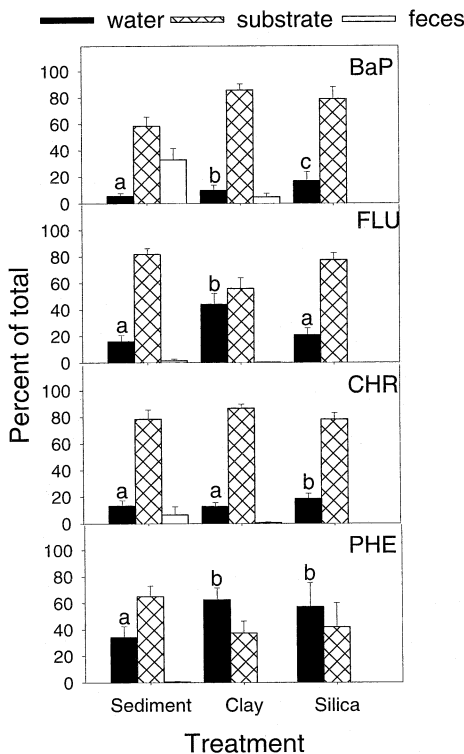 water substrate feces
BaP
100
80
60
40
20
0
a b c
FLU
100
80
60
40
20
0
a b a
CHR
100
80
60
40
20
0
a a b
PHE
100
80
60
40
20
0
a b b
Percent of total
Sediment Clay Silica
Treatment